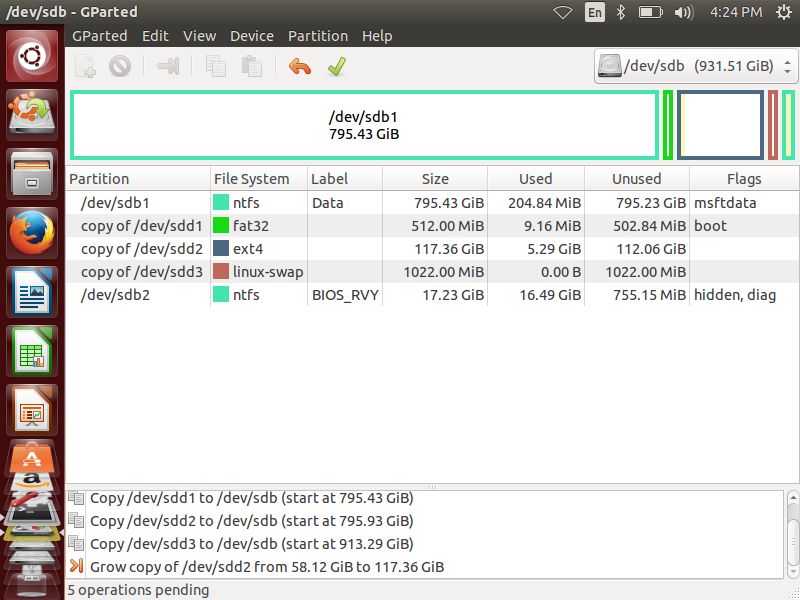 /dev/sdb - GParted
En
4:24 PM
GParted Edit View Device Partition Help
/dev/sdb (931.51 GiB)
/dev/sdb1
795.43 GiB
Partition File System Label Size Used Unused Flags
/dev/sdb1 ntfs Data 795.43 GiB 204.84 MiB 795.23 GiB msftdata
copy of /dev/sdd1 fat32 512.00 MiB 9.16 MiB 502.84 MiB boot
copy of /dev/sdd2 ext4 117.36 GiB 5.29 GiB 112.06 GiB
copy of /dev/sdd3 linux-swap 1022.00 MiB 0.00 B 1022.00 MiB
/dev/sdb2 ntfs BIOS_RVY 17.23 GiB 16.49 GiB 755.15 MiB hidden, diag
Copy /dev/sdd1 to /dev/sdb (start at 795.43 GiB)
Copy /dev/sdd2 to /dev/sdb (start at 795.93 GiB)
Copy /dev/sdd3 to /dev/sdb (start at 913.29 GiB)
Grow copy of /dev/sdd2 from 58.12 GiB to 117.36 GiB
5 operations pending